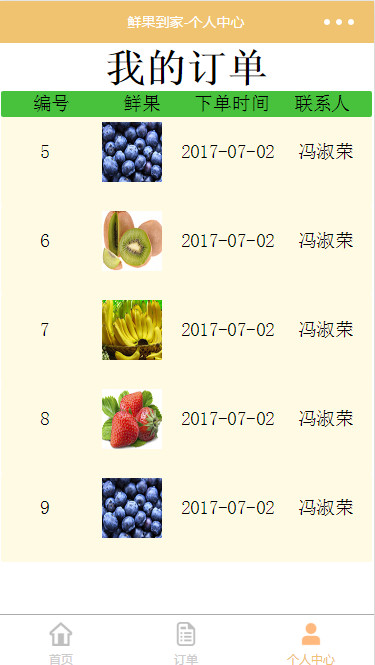 鲜果到家-个人中心
我的订单
编号 鲜果 下单时间 联系人
5 2017-07-02 冯淑荣
6 2017-07-02 冯淑荣
7 2017-07-02 冯淑荣
8 2017-07-02 冯淑荣
9 2017-07-02 冯淑荣
首页 订单 个人中心